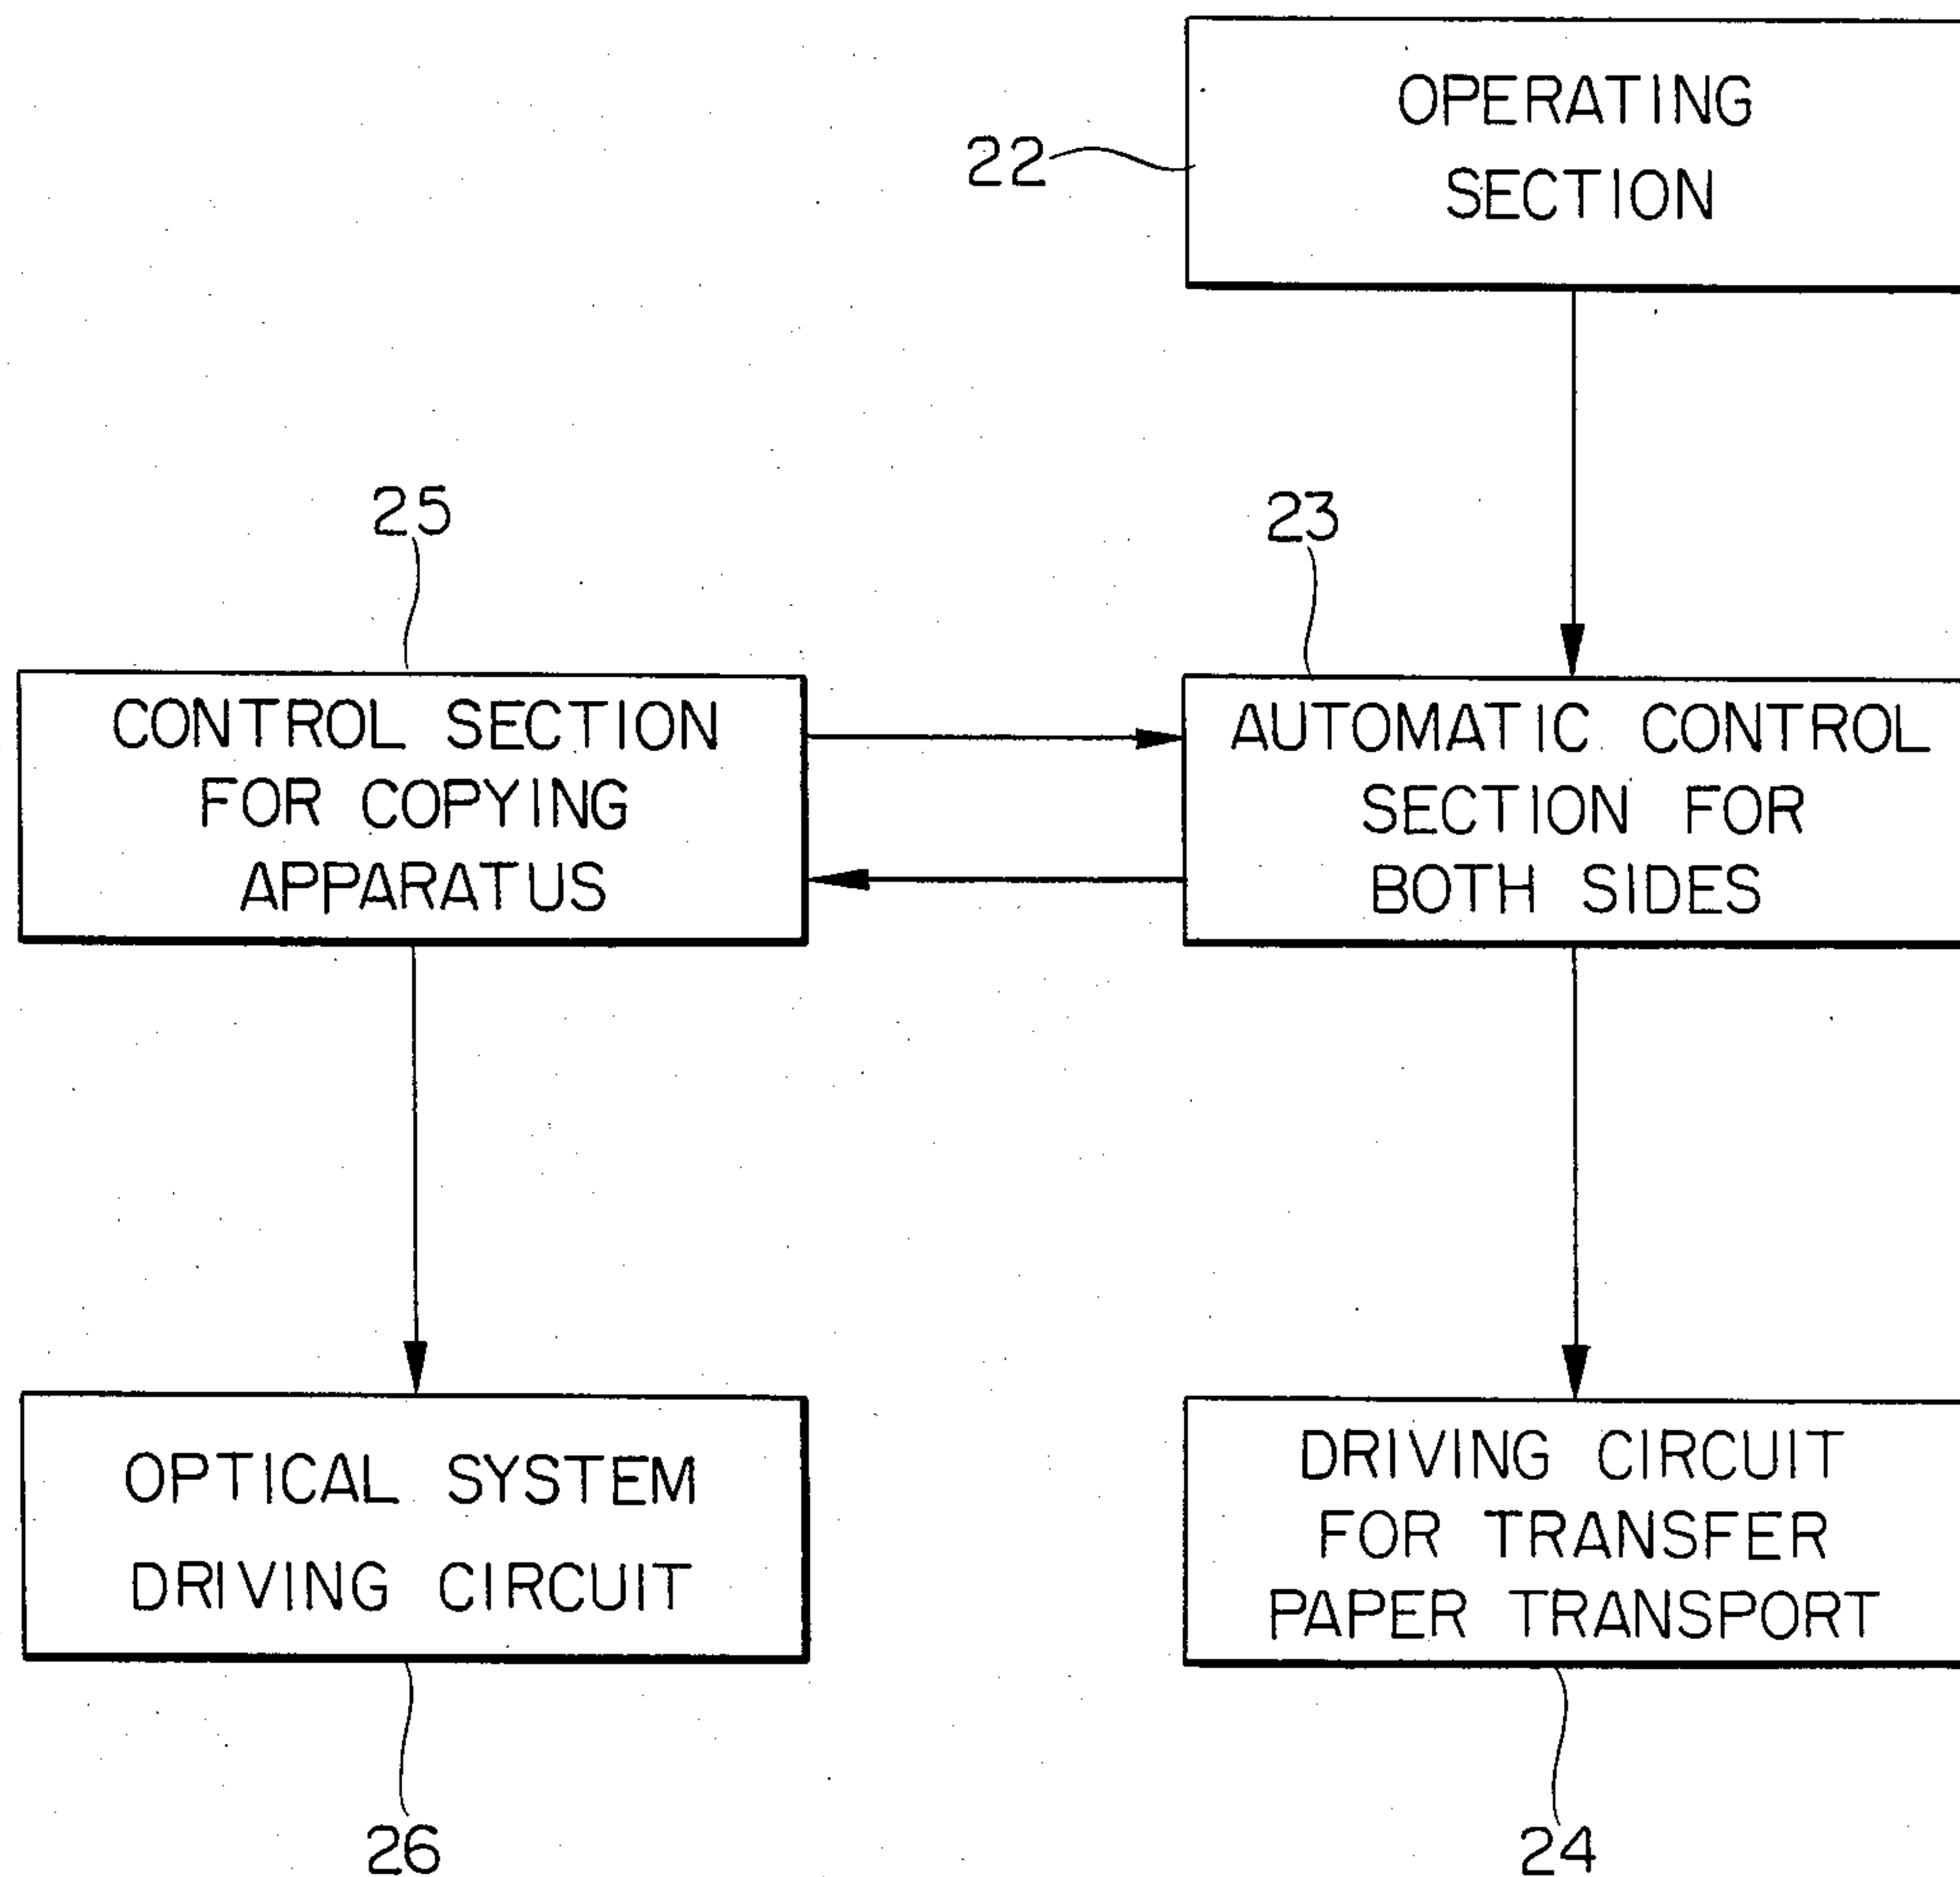 OPERATING
SECTION
22
25
23
CONTROL SECTION
FOR COPYING
APPARATUS
AUTOMATIC CONTROL
SECTION FOR
BOTH SIDES
OPTICAL SYSTEM
DRIVING CIRCUIT
DRIVING CIRCUIT
FOR TRANSFER
PAPER TRANSPORT
26
24